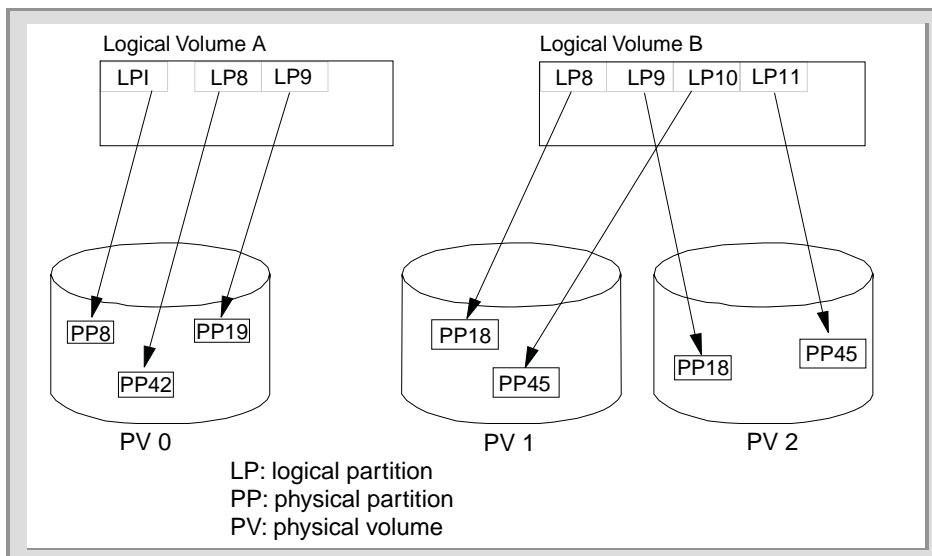 Logical Volume A
Logical Volume B
LPI LP8 LP9
LP8 LP9 LP10 LP11
PP8 PP19
PP42
PP18
PP45
PP18
PP45
PV 0
PV 1
PV 2
LP: logical partition
PP: physical partition
PV: physical volume